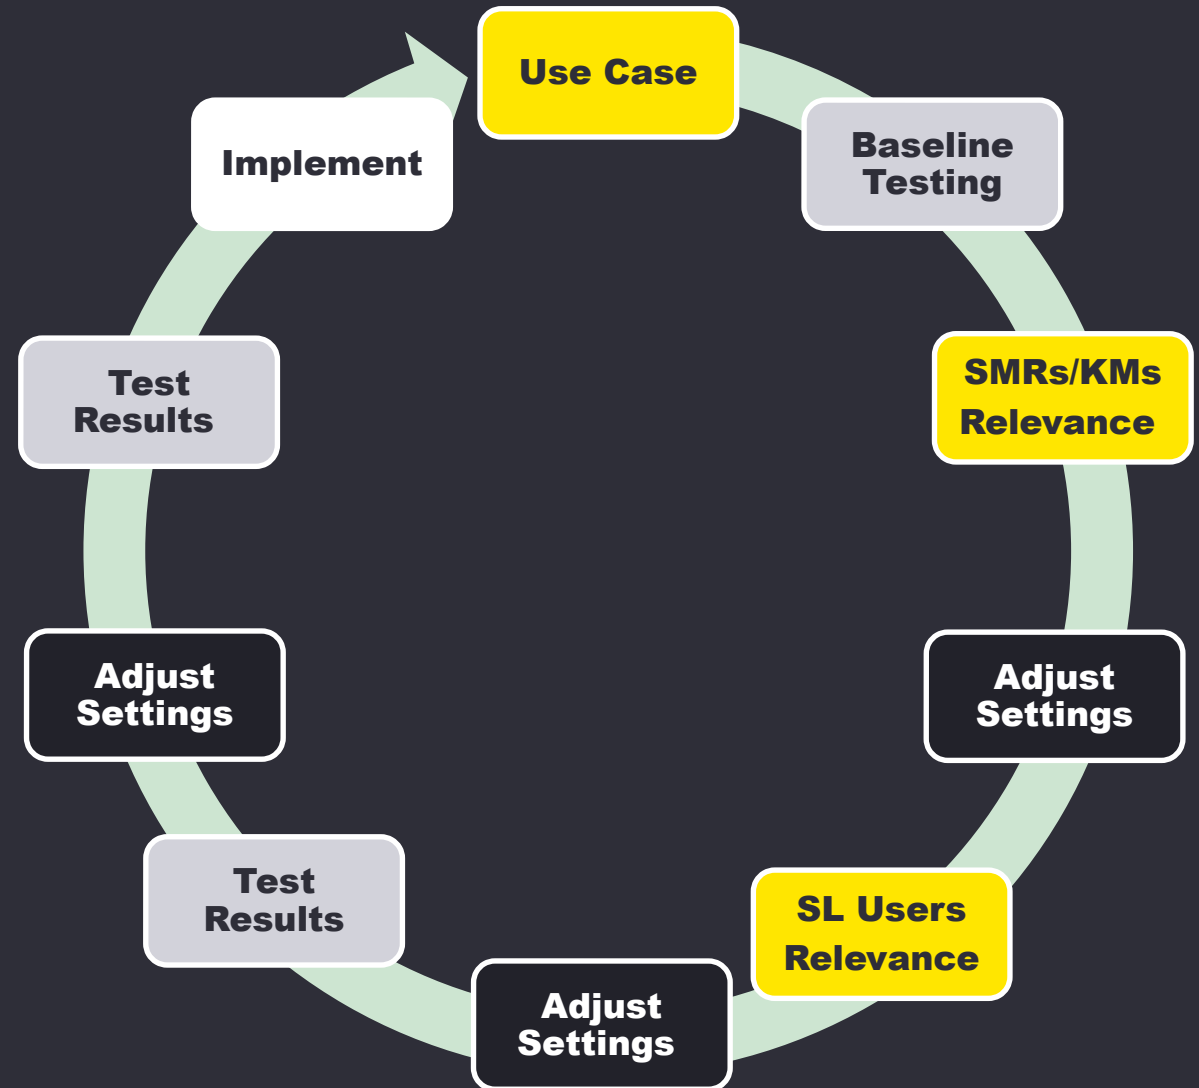 Use Case
Baseline
Testing
SMRs/KMs
Relevance
Adjust
Settings
SL Users
Relevance
Adjust
Settings
Test
Results
Adjust
Settings
Test
Results
Implement